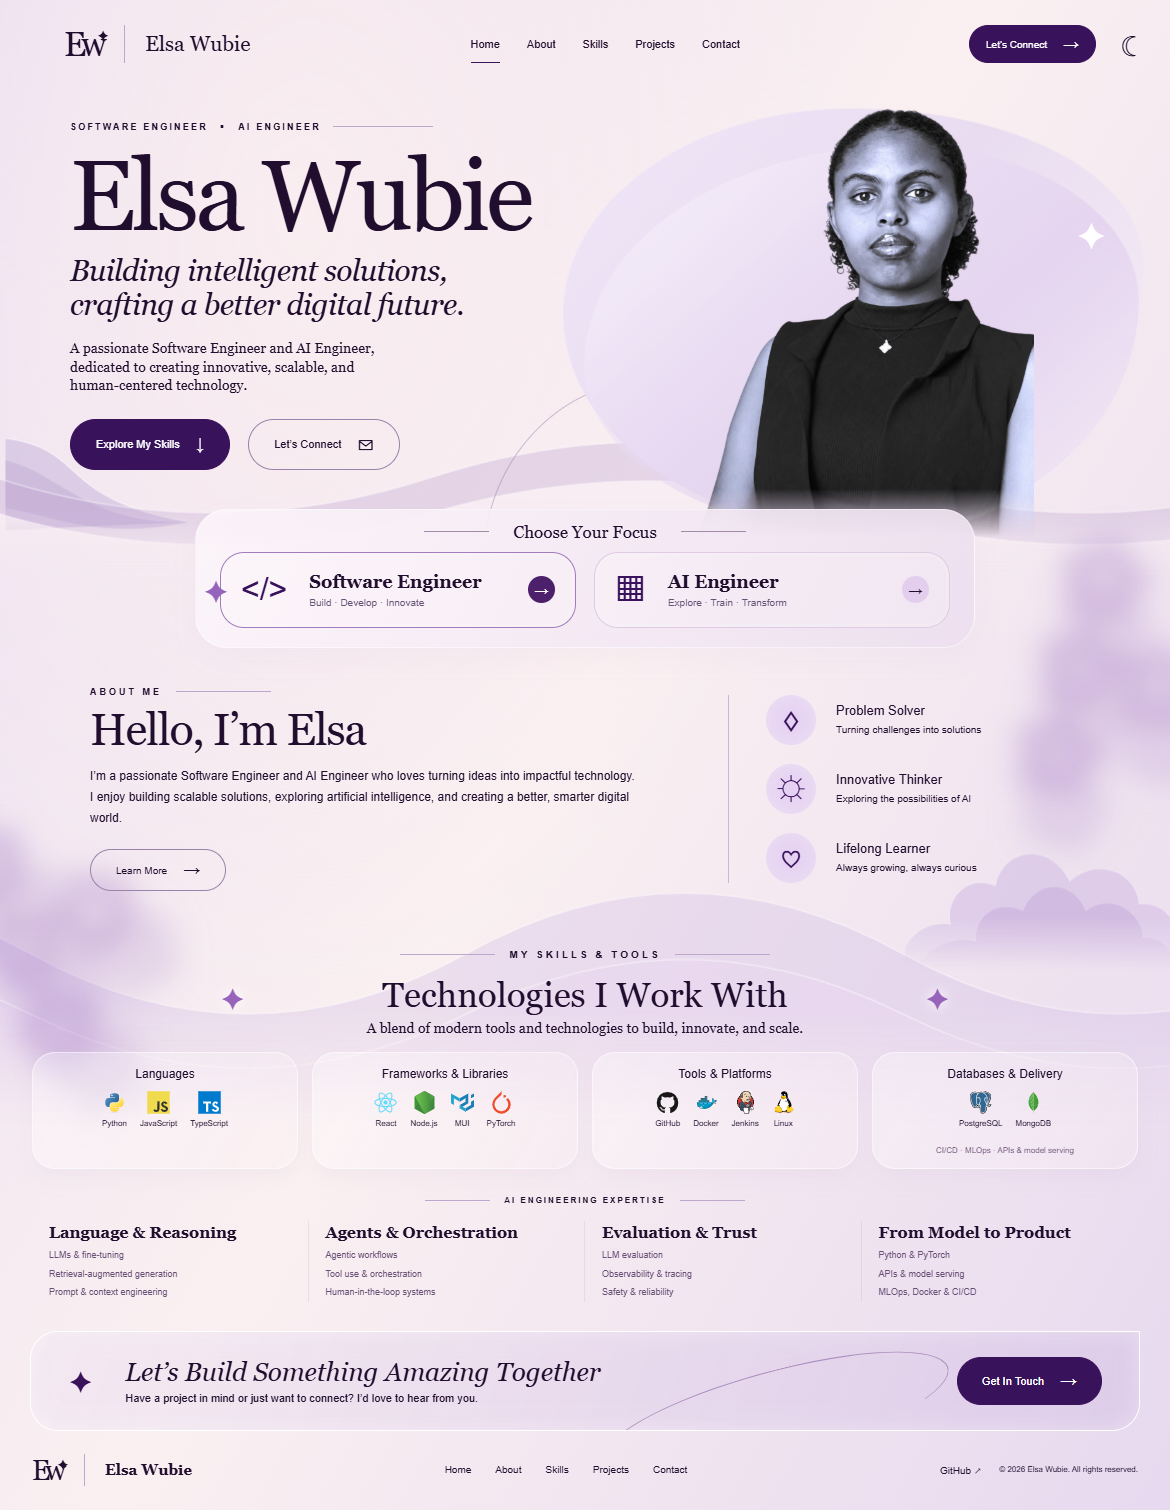 Ew
Elsa Wubie
Home About Skills Projects Contact
Let's Connect →
SOFTWARE ENGINEER • AI ENGINEER
Elsa Wubie
Building intelligent solutions,
crafting a better digital future.
A passionate Software Engineer and AI Engineer,
dedicated to creating innovative, scalable, and
human-centered technology.
Explore My Skills ↓
Let's Connect
Choose Your Focus
</> Software Engineer →
Build · Develop · Innovate
AI Engineer →
Explore · Train · Transform
ABOUT ME
Hello, I’m Elsa
I’m a passionate Software Engineer and AI Engineer who loves turning ideas into impactful technology.
I enjoy building scalable solutions, exploring artificial intelligence, and creating a better, smarter digital
world.
Learn More →
Problem Solver
Turning challenges into solutions
Innovative Thinker
Exploring the possibilities of AI
Lifelong Learner
Always growing, always curious
MY SKILLS & TOOLS
Technologies I Work With
A blend of modern tools and technologies to build, innovate, and scale.
Languages
JS TS
Python JavaScript TypeScript
Frameworks & Libraries
React Node.js MUI PyTorch
Tools & Platforms
GitHub Docker Jenkins Linux
Databases & Delivery
PostgreSQL MongoDB
CI/CD · MLOps · APIs & model serving
AI ENGINEERING EXPERTISE
Language & Reasoning
LLMs & fine-tuning
Retrieval-augmented generation
Prompt & context engineering
Agents & Orchestration
Agentic workflows
Tool use & orchestration
Human-in-the-loop systems
Evaluation & Trust
LLM evaluation
Observability & tracing
Safety & reliability
From Model to Product
Python & PyTorch
APIs & model serving
MLOps, Docker & CI/CD
Let’s Build Something Amazing Together
Have a project in mind or just want to connect? I’d love to hear from you.
Get In Touch →
Ew
Elsa Wubie
Home About Skills Projects Contact
GitHub ↗
© 2026 Elsa Wubie. All rights reserved.